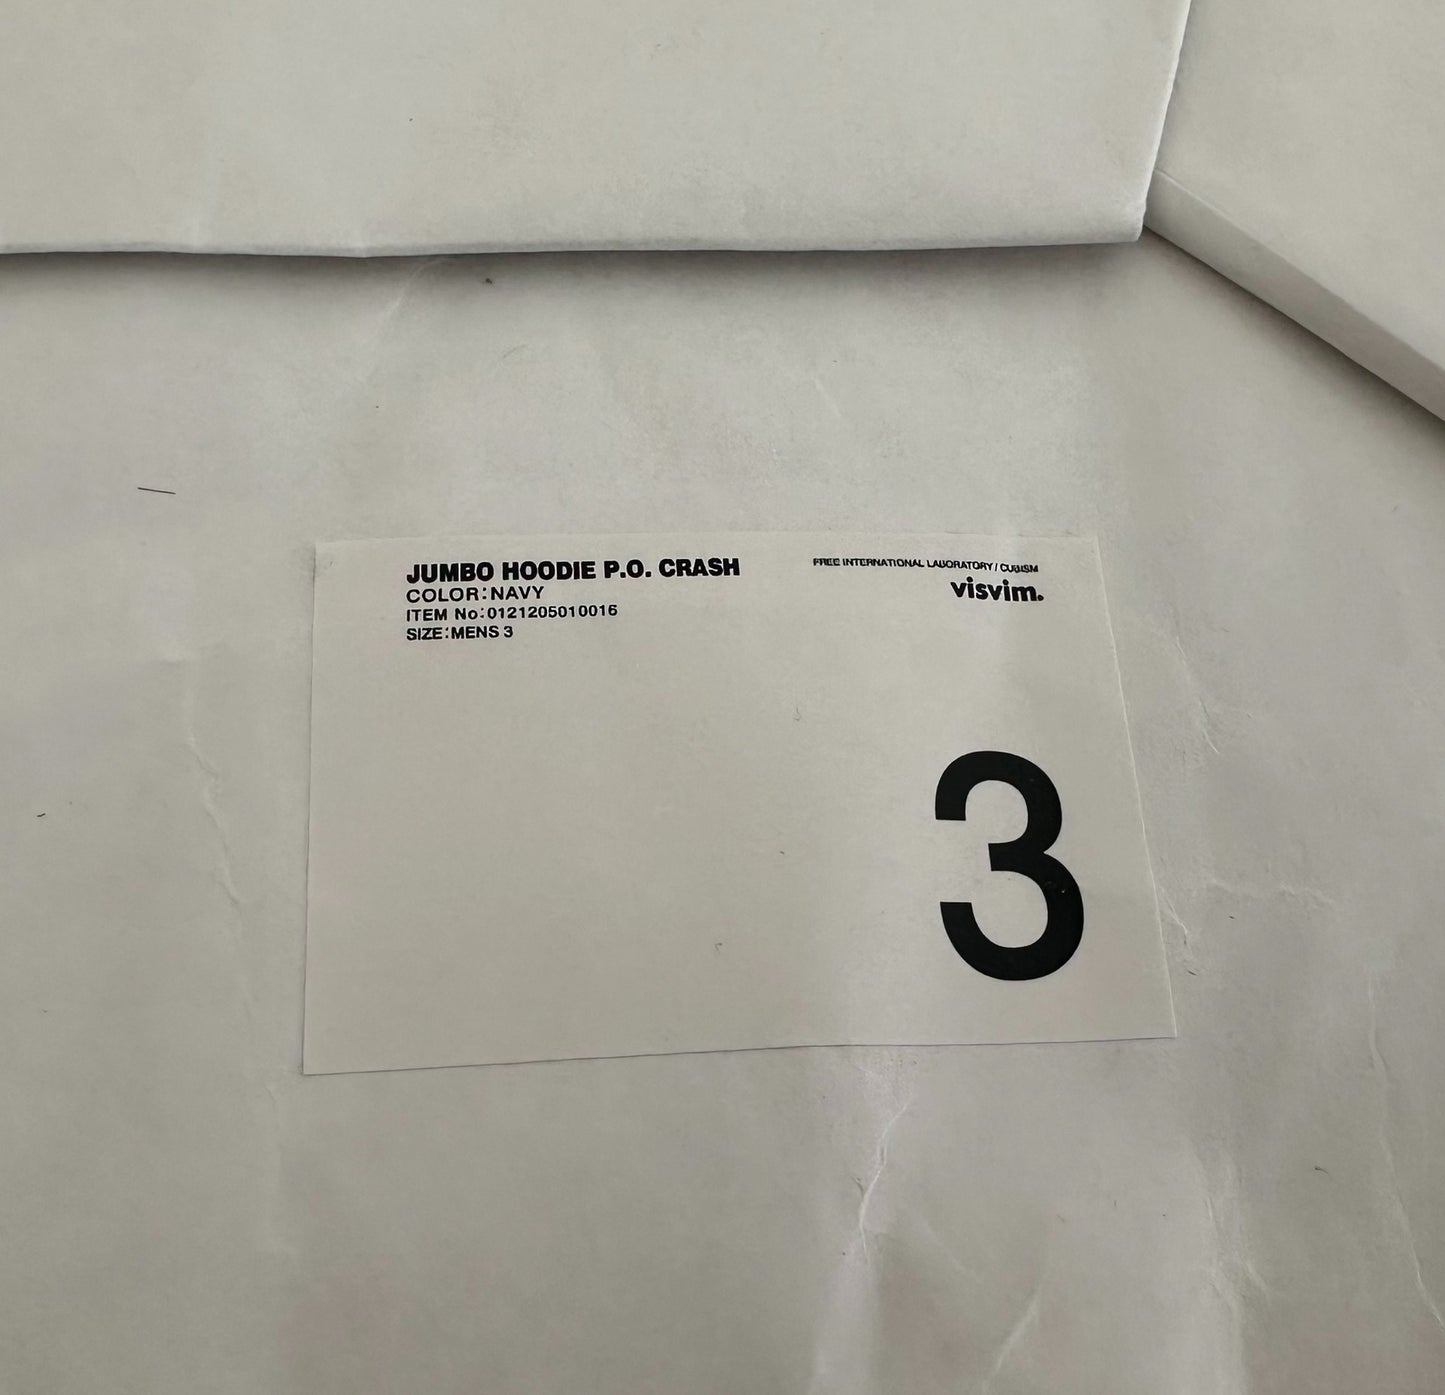 JUMBO HOODIE P.O. CRASH
COLOR:NAVY
ITEM No:0121205010016
SIZE:MENS 3
FREE INTERNATIONAL LABORATORY / CUBISM
visvim.
3